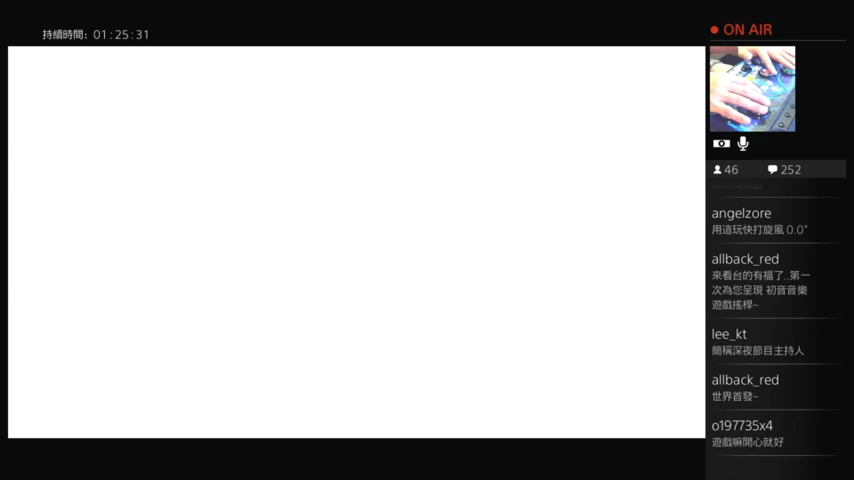 持續時間: 01:25:31
ON AIR
46 252
angelzore
用這玩快打旋風 0.0"
allback_red
來看台的有福了..第一
次為您呈現 初音音樂
遊戲搖桿~
lee_kt
簡稱深夜節目主持人
allback_red
世界首發~
o197735x4
遊戲嘛開心就好